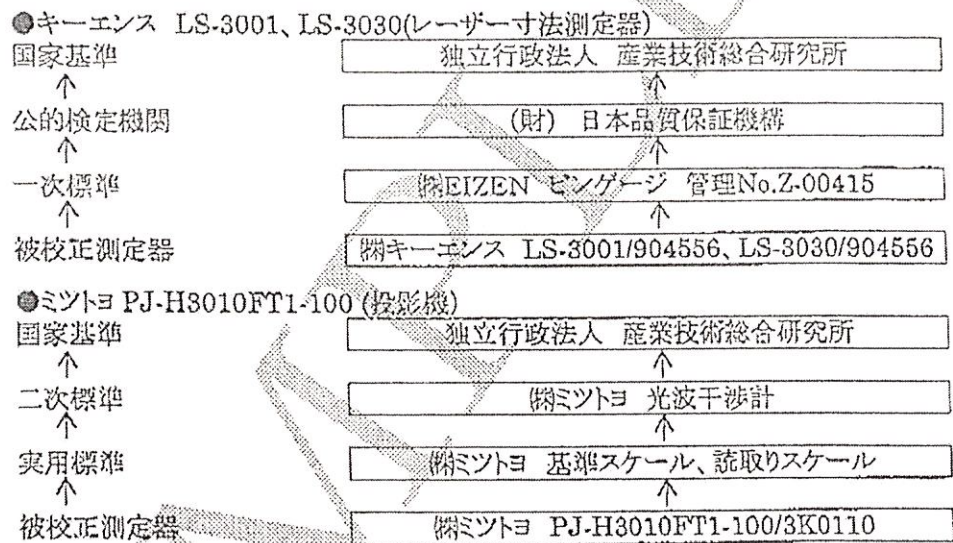 ●キーエンス LS-3001、LS-3030(レーザー寸法測定器)
国家基準 独立行政法人 産業技術総合研究所
↑ ↑
公的検定機関 (財) 日本品質保証機構
↑ ↑
一次標準 ㈱EIZEN ピンゲージ 管理No.Z-00415
↑ ↑
被校正測定器 ㈱キーエンス LS-3001/904556、LS-3030/904556
●ミツトヨ PJ-H3010FT1-100 (投影機)
国家基準 独立行政法人 産業技術総合研究所
↑ ↑
二次標準 ㈱ミツトヨ 光波干渉計
↑ ↑
実用標準 ㈱ミツトヨ 基準スケール、読取りスケール
↑ ↑
被校正測定器 ㈱ミツトヨ PJ-H3010FT1-100/3K0110